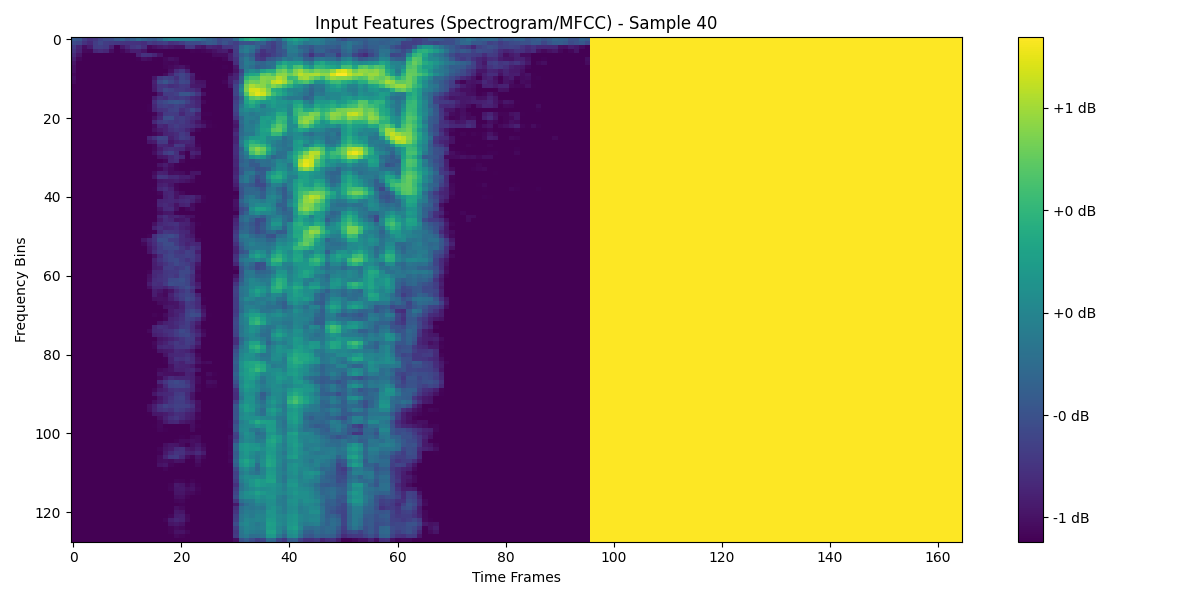 Input Features (Spectrogram/MFCC) - Sample 40
Frequency Bins
0
20
40
60
80
100
120
0 20 40 60 80 100 120 140 160
Time Frames
+1 dB
+0 dB
+0 dB
-0 dB
-1 dB